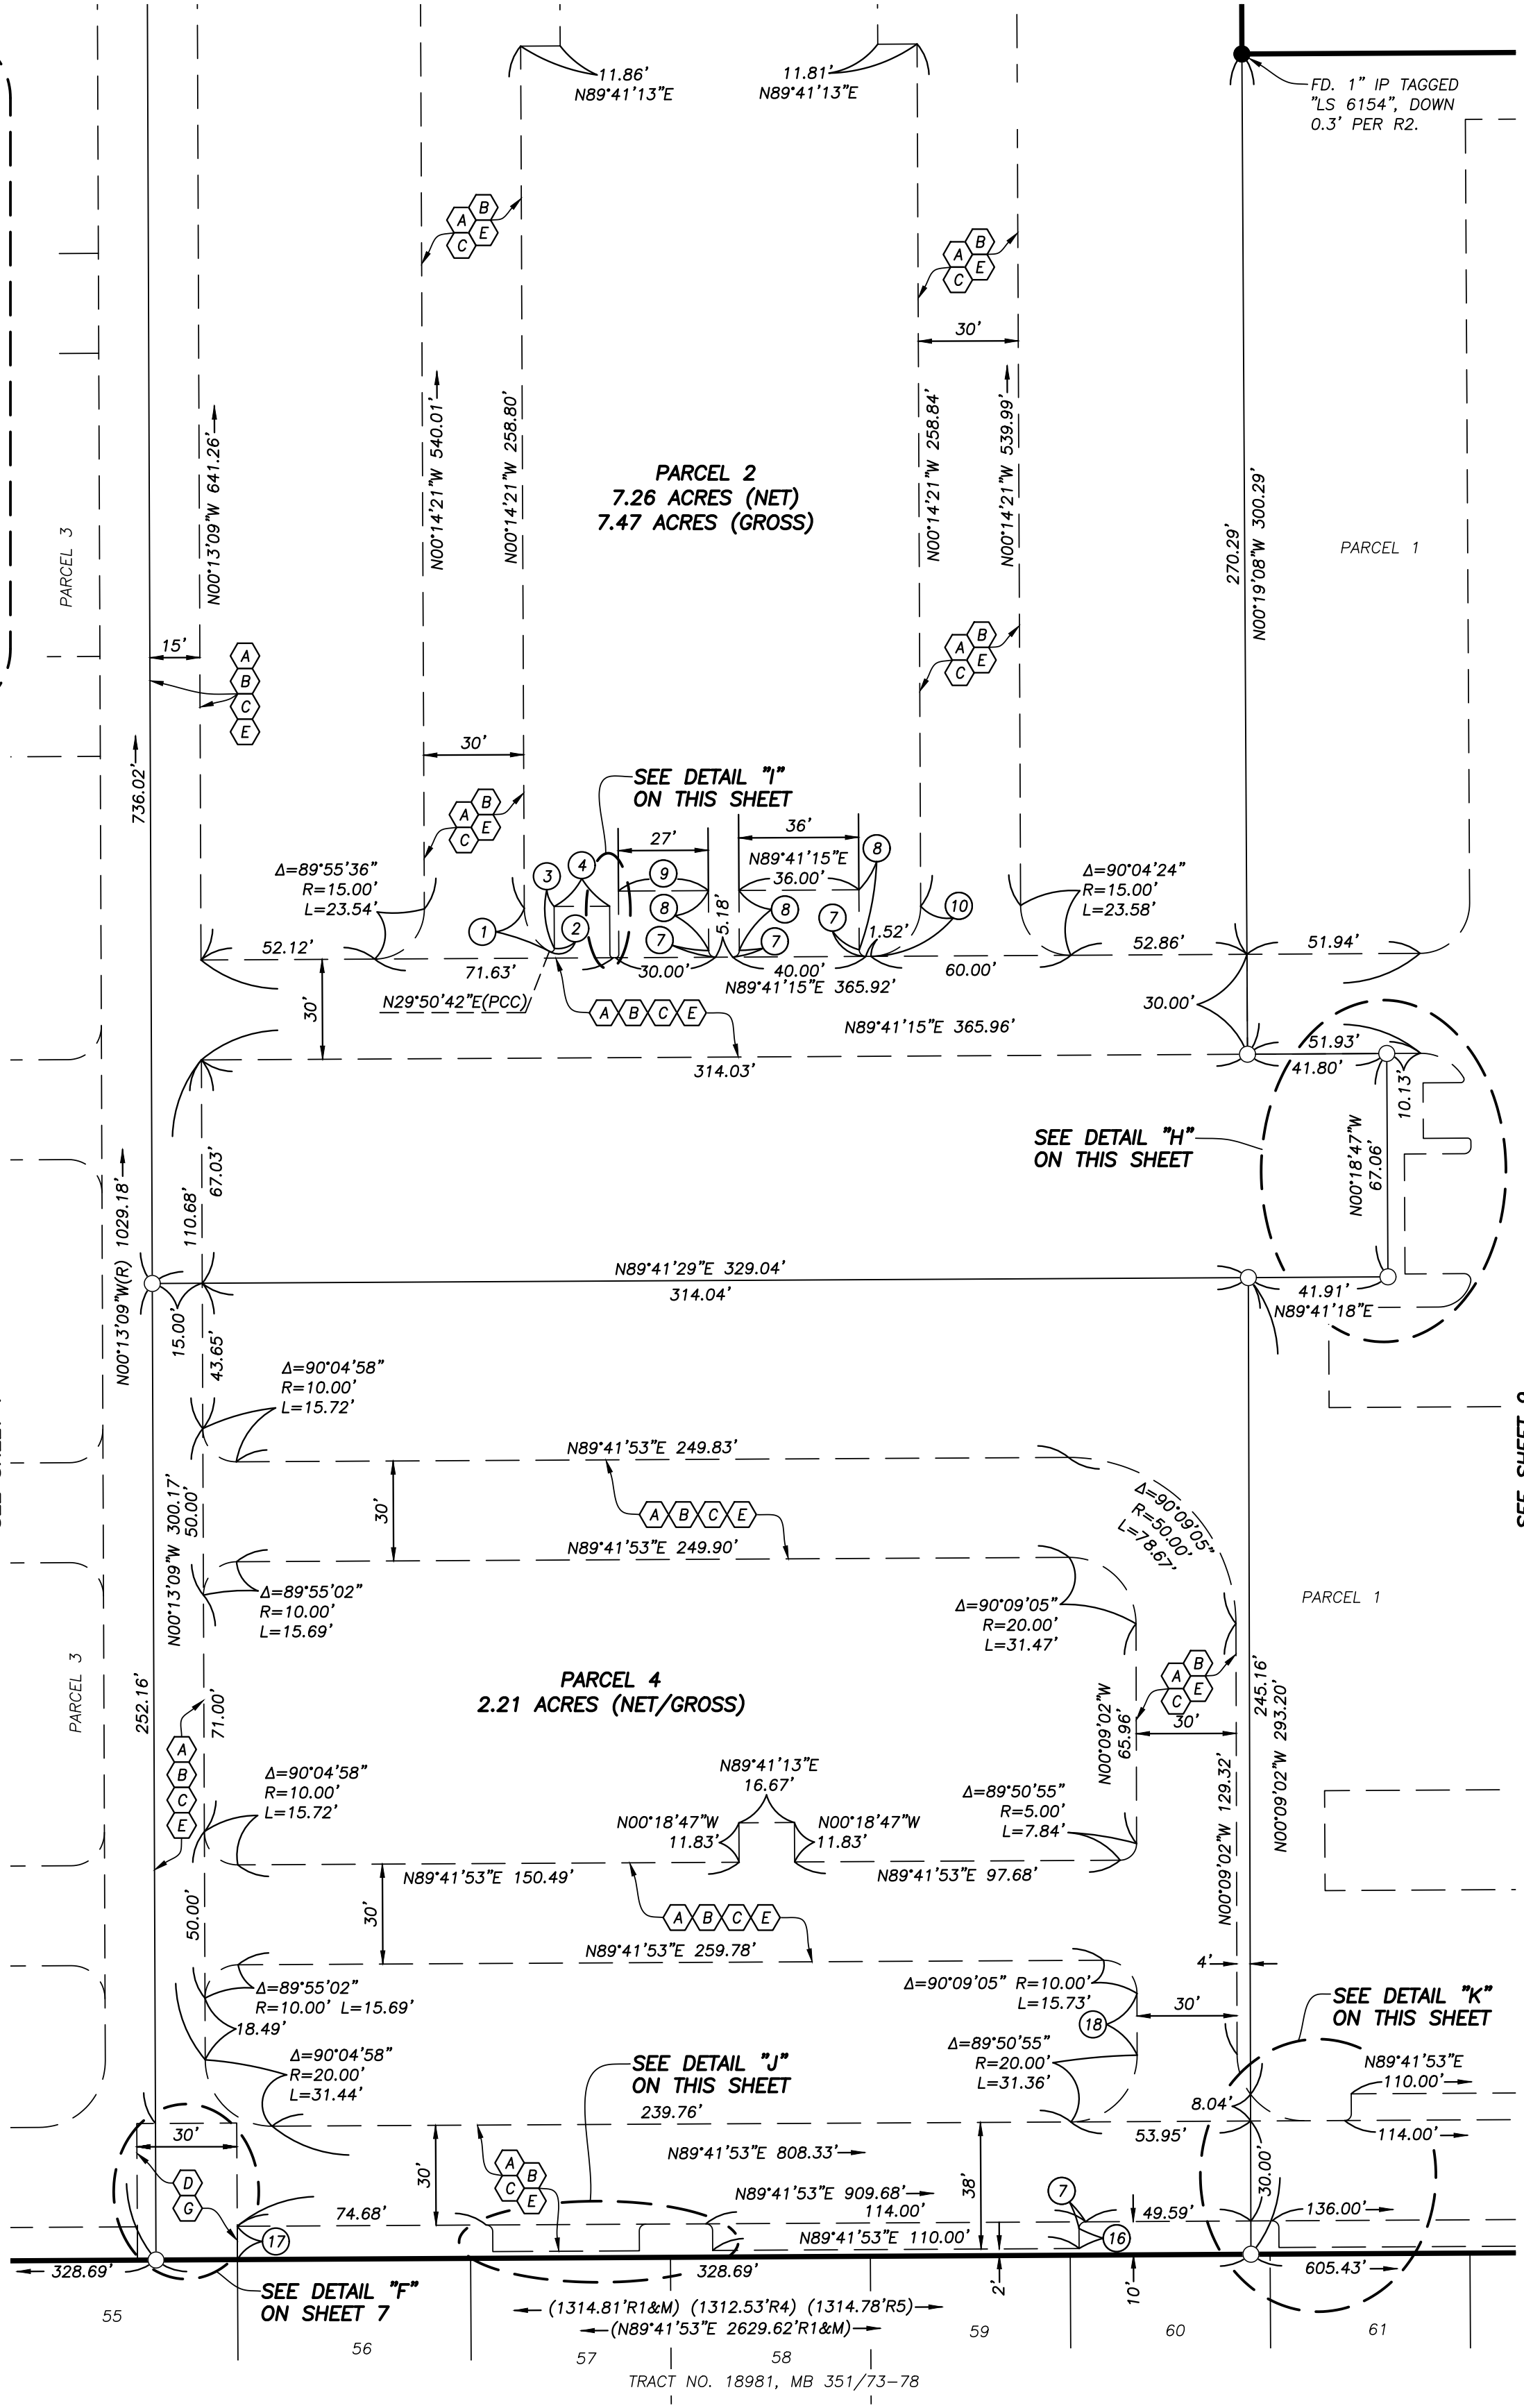 11.86'
N89°41'13"E
11.81'
N89°41'13"E
FD. 1" IP TAGGED
"LS 6154", DOWN
0.3' PER R2.
B
A
E
C
B
A
E
C
30'
N00°13'09"W 641.26'
N00°14'21"W 540.01'
N00°14'21"W 258.80'
PARCEL 2
7.26 ACRES (NET)
7.47 ACRES (GROSS)
N00°14'21"W 258.84'
N00°14'21"W 539.99'
270.29'
N00°19'08"W 300.29'
PARCEL 1
PARCEL 3
15'
A
B
C
E
B
A
E
C
736.02'
30'
B
A
E
C
SEE DETAIL "I"
ON THIS SHEET
27'
36'
N89°41'15"E
36.00'
Δ=89°55'36"
R=15.00'
L=23.54'
3
4
9
8
8
8
5.18'
7
7
7
1.52'
10
1
2
Δ=90°04'24"
R=15.00'
L=23.58'
52.12'
71.63'
30.00'
40.00'
60.00'
52.86'
51.94'
N89°41'15"E 365.92'
N29°50'42"E(PCC)
30'
A B C E
30.00'
N89°41'15"E 365.96'
314.03'
51.93'
41.80'
10.13'
SEE DETAIL "H"
ON THIS SHEET
N00°18'47"W
67.06'
N00°13'09"W(R) 1029.18'
110.68'
67.03'
N89°41'29"E 329.04'
314.04'
41.91'
N89°41'18"E
15.00'
43.65'
Δ=90°04'58"
R=10.00'
L=15.72'
N89°41'53"E 249.83'
30'
A B C E
N89°41'53"E 249.90'
Δ=90°09'05"
R=50.00'
L=78.67'
N00°13'09"W 300.17'
50.00'
Δ=89°55'02"
R=10.00'
L=15.69'
Δ=90°09'05"
R=20.00'
L=31.47'
PARCEL 1
PARCEL 3
252.16'
71.00'
PARCEL 4
2.21 ACRES (NET/GROSS)
N00°09'02"W
65.96'
B
A
E
C
30'
245.16'
N00°09'02"W 293.20'
N00°09'02"W 129.32'
A
B
C
E
Δ=90°04'58"
R=10.00'
L=15.72'
N89°41'13"E
16.67'
N00°18'47"W
11.83'
N00°18'47"W
11.83'
Δ=89°50'55"
R=5.00'
L=7.84'
N89°41'53"E 150.49'
N89°41'53"E 97.68'
50.00'
30'
A B C E
N89°41'53"E 259.78'
4'
Δ=89°55'02"
R=10.00' L=15.69'
18.49'
Δ=90°09'05" R=10.00'
L=15.73'
18
30'
SEE DETAIL "K"
ON THIS SHEET
Δ=90°04'58"
R=20.00'
L=31.44'
SEE DETAIL "J"
ON THIS SHEET
Δ=89°50'55"
R=20.00'
L=31.36'
N89°41'53"E
110.00'
239.76'
8.04'
53.95'
114.00'
30'
D
G
30'
A
B
C
E
N89°41'53"E 808.33'
38'
30.00'
74.68'
N89°41'53"E 909.68'
114.00'
N89°41'53"E 110.00'
7
49.59'
16
136.00'
17
328.69'
328.69'
2'
10'
605.43'
SEE DETAIL "F"
ON SHEET 7
(1314.81'R1&M) (1312.53'R4) (1314.78'R5)
(N89°41'53"E 2629.62'R1&M)
55
56
57
58
59
60
61
TRACT NO. 18981, MB 351/73-78